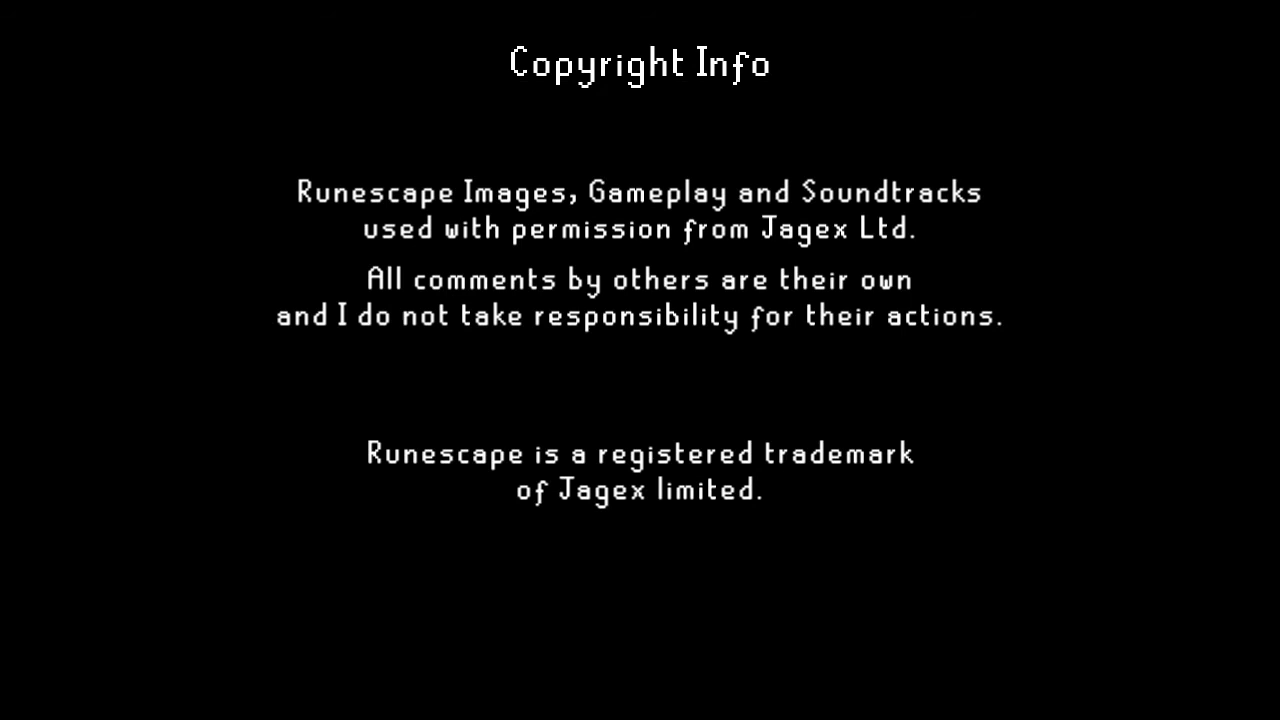 Copyright Info
Runescape Images, Gameplay and Soundtracks
used with permission from Jagex Ltd.
All comments by others are their own
and I do not take responsibility for their actions.
Runescape is a registered trademark
of Jagex limited.